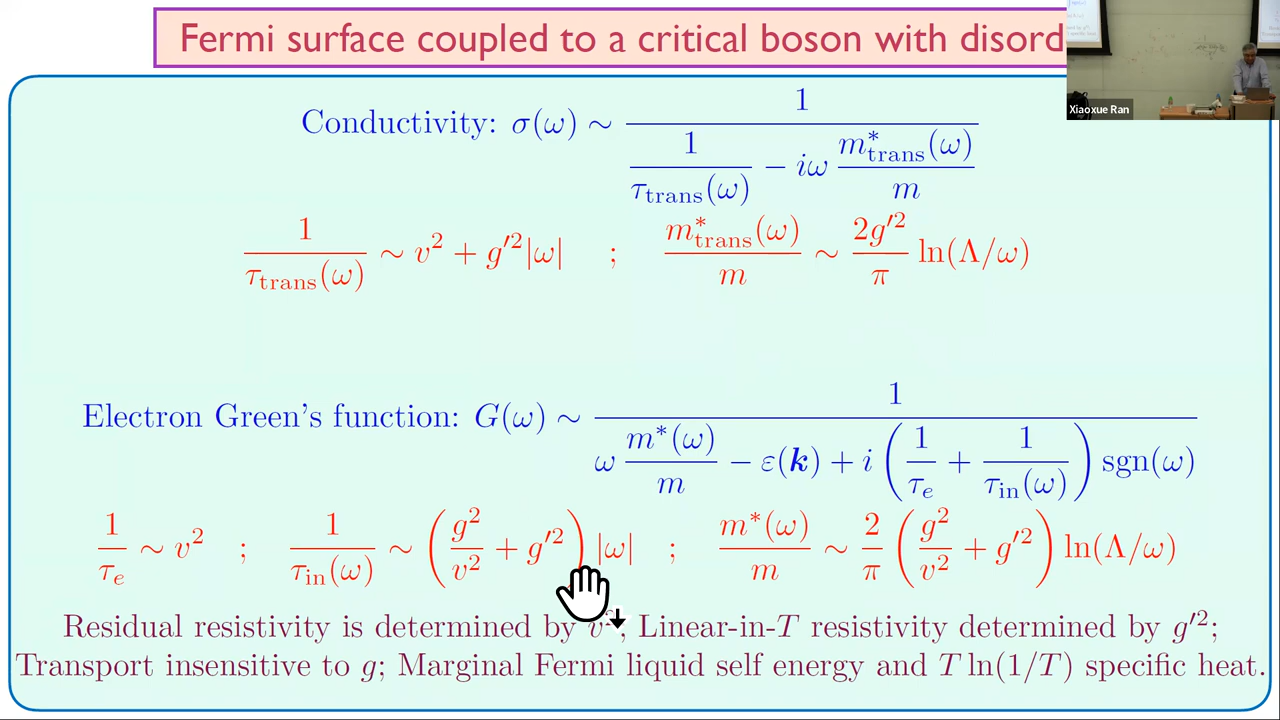 Fermi surface coupled to a critical boson with disord
Xiaoxue Ran
Conductivity: σ(ω) ∼ 1 / (1/τ_trans(ω) − iω m*_trans(ω)/m)
1/τ_trans(ω) ∼ v² + g′²|ω| ; m*_trans(ω)/m ∼ 2g′²/π ln(Λ/ω)
Electron Green's function: G(ω) ∼ 1 / (ω m*(ω)/m − ε(k) + i (1/τ_e + 1/τ_in(ω)) sgn(ω))
1/τ_e ∼ v² ; 1/τ_in(ω) ∼ (g²/v² + g′²) |ω| ; m*(ω)/m ∼ 2/π (g²/v² + g′²) ln(Λ/ω)
Residual resistivity is determined by v²; Linear-in-T resistivity determined by g′²;
Transport insensitive to g; Marginal Fermi liquid self energy and T ln(1/T) specific heat.